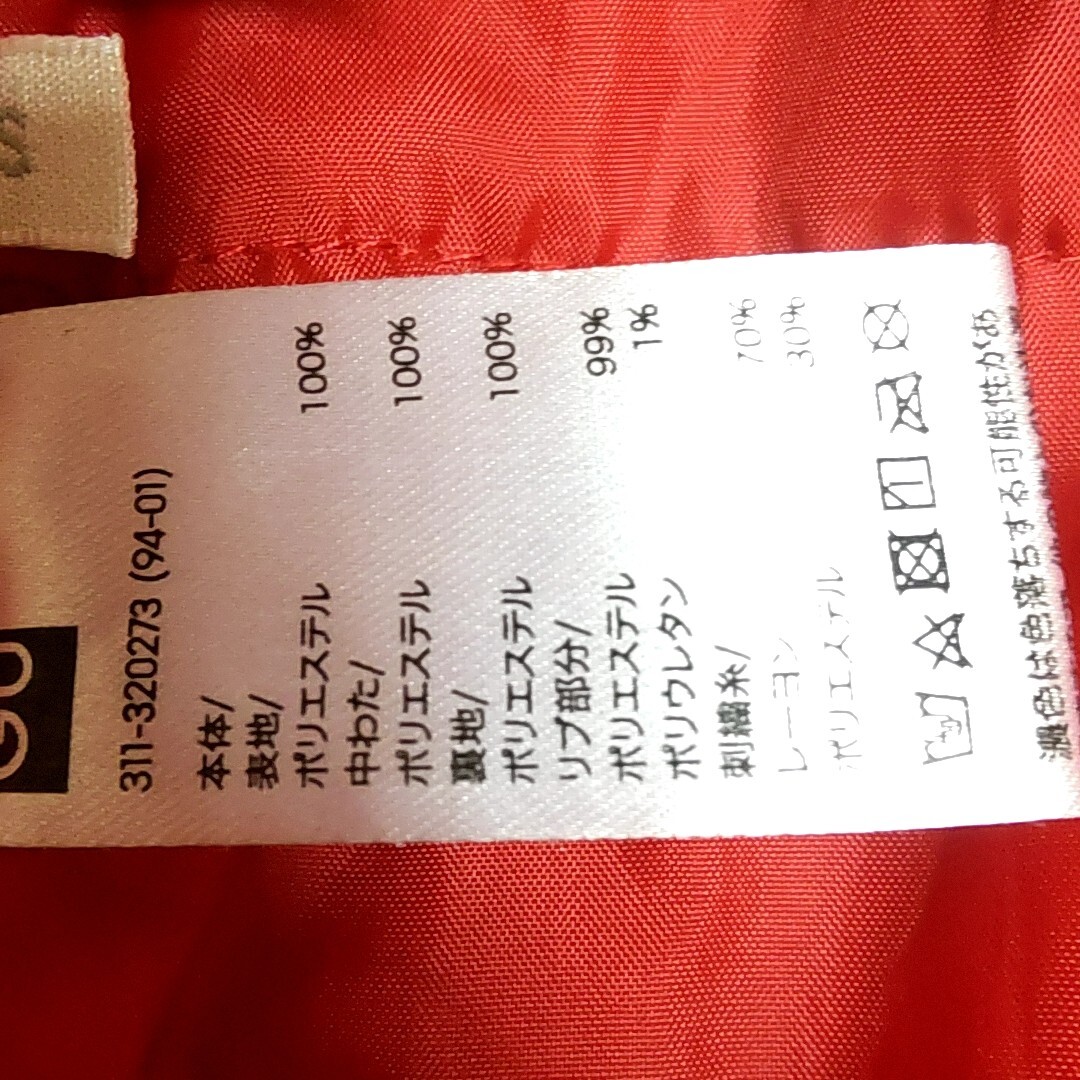 GU
311-320273 (94-01)
本体/
表地/
ポリエステル 100%
中わた/
ポリエステル 100%
裏地/
ポリエステル 100%
リブ部分/
ポリエステル 99%
ポリウレタン 1%
刺繍糸/
レーヨン 70%
ポリエステル 30%
濃色は色落ちする可能性があ